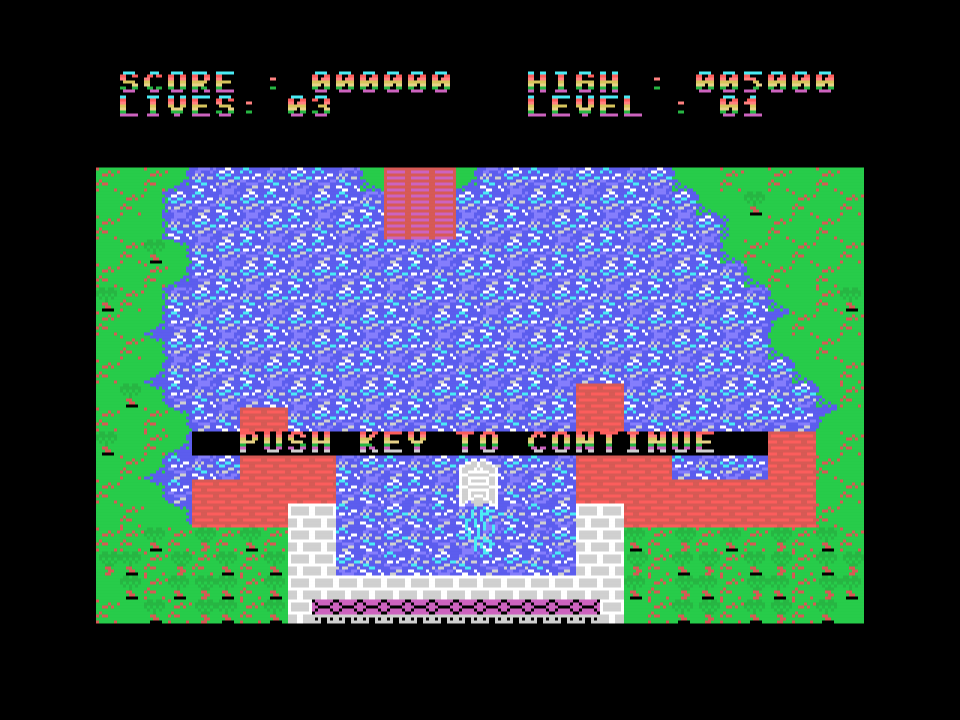 SCORE : 000000 HIGH : 005000
LIVES: 03 LEVEL : 01
PUSH KEY TO CONTINUE